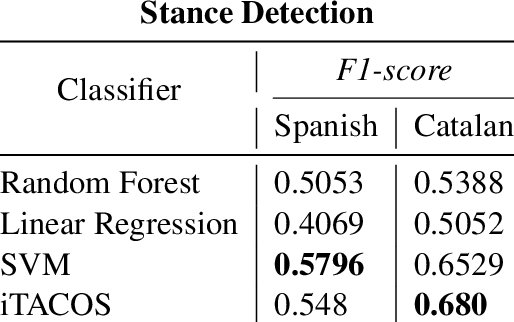 Stance Detection
Classifier F1-score
Spanish Catalan
Random Forest 0.5053 0.5388
Linear Regression 0.4069 0.5052
SVM 0.5796 0.6529
iTACOS 0.548 0.680